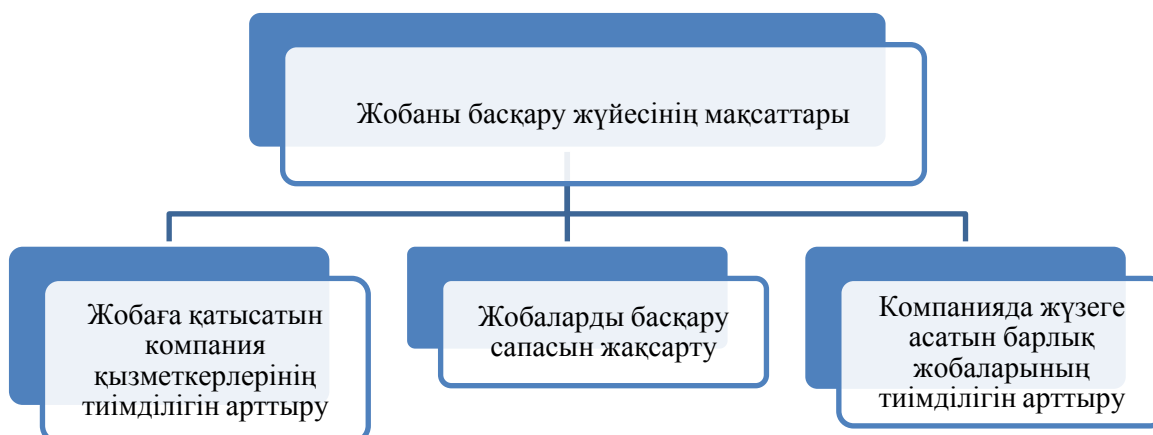 Жобаны басқару жүйесінің мақсаттары
Жобаға қатысатын
компания
қызметкерлерінің
тиімділігін арттыру
Жобаларды басқару
сапасын жақсарту
Компанияда жүзеге
асатын барлық
жобаларының
тиімділігін арттыру